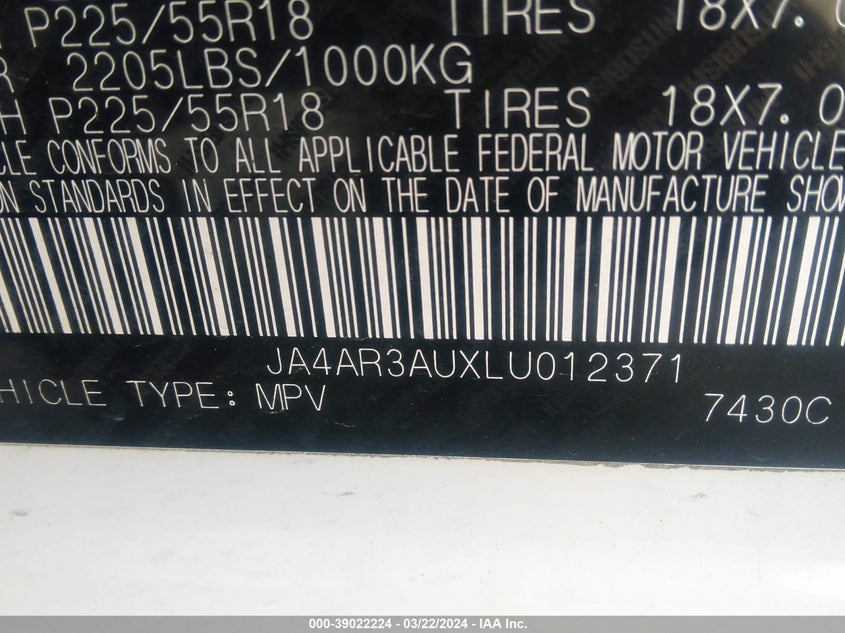 H P225/55R18 TIRES 18X7.0
R 2205LBS/1000KG
H P225/55R18 TIRES 18X7.0
CLE CONFORMS TO ALL APPLICABLE FEDERAL MOTOR VEHICLE
ON STANDARDS IN EFFECT ON THE DATE OF MANUFACTURE SHOW
JA4AR3AUXLU012371
HICLE TYPE: MPV 7430C
000-39022224 - 03/22/2024 - IAA Inc.